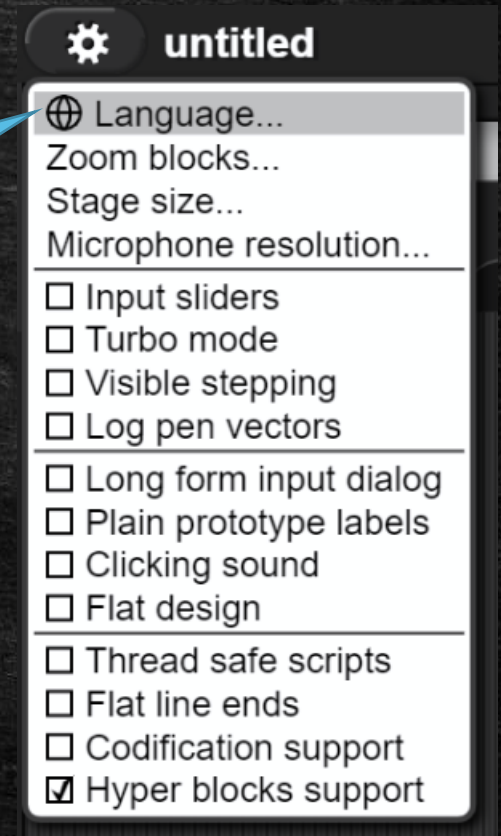 untitled
Language...
Zoom blocks...
Stage size...
Microphone resolution...
Input sliders
Turbo mode
Visible stepping
Log pen vectors
Long form input dialog
Plain prototype labels
Clicking sound
Flat design
Thread safe scripts
Flat line ends
Codification support
Hyper blocks support